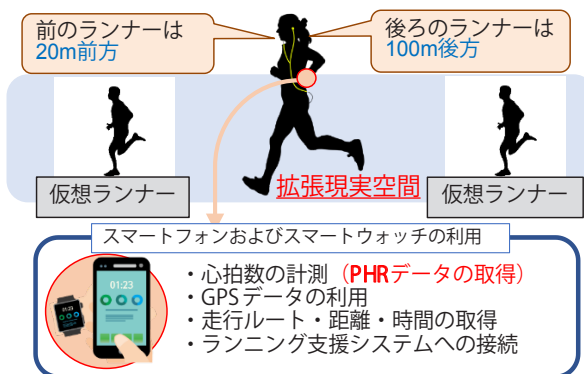 前のランナーは
20m前方
後ろのランナーは
100m後方
仮想ランナー
拡張現実空間
仮想ランナー
スマートフォンおよびスマートウォッチの利用
01:23
01:23
・心拍数の計測（PHRデータの取得）
・GPSデータの利用
・走行ルート・距離・時間の取得
・ランニング支援システムへの接続